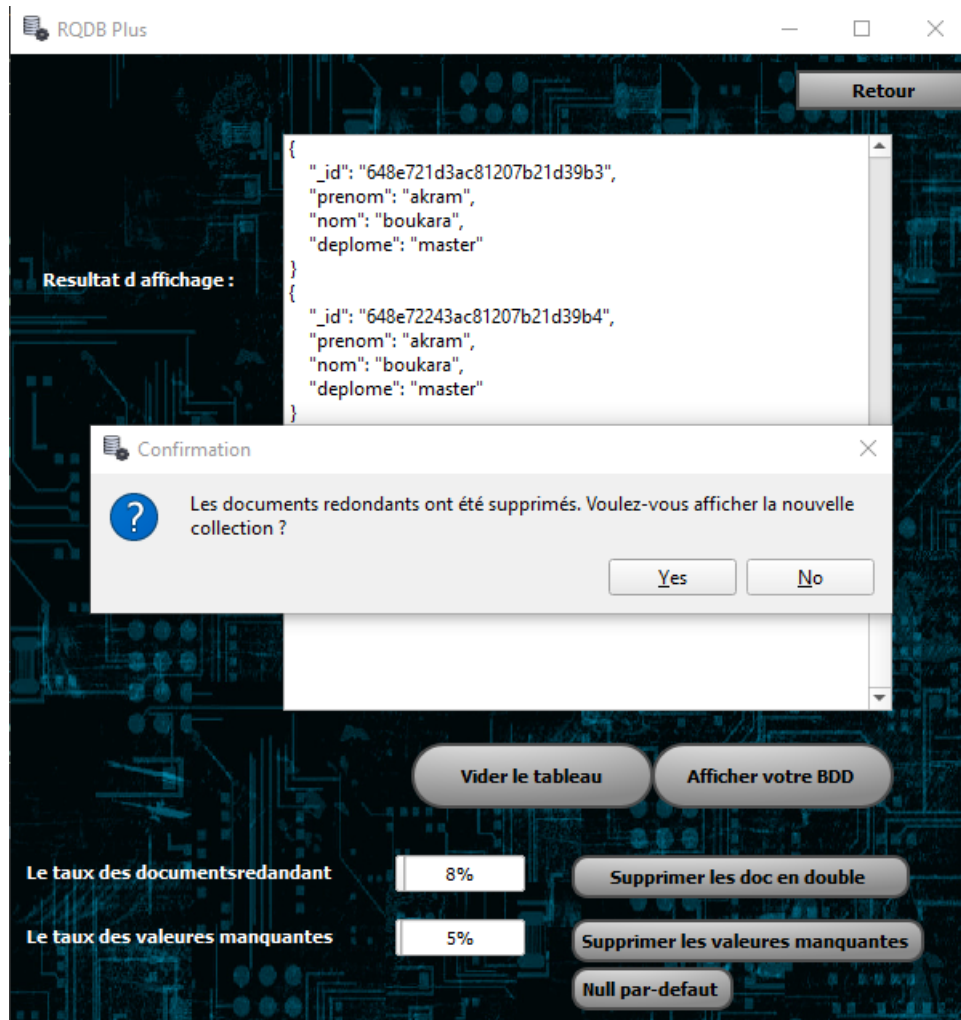 RQDB Plus
Retour
Resultat d affichage :
{
"_id": "648e721d3ac81207b21d39b3",
"prenom": "akram",
"nom": "boukara",
"deplome": "master"
}
{
"_id": "648e72243ac81207b21d39b4",
"prenom": "akram",
"nom": "boukara",
"deplome": "master"
}
Confirmation
Les documents redondants ont été supprimés. Voulez-vous afficher la nouvelle
collection ?
Yes
No
Vider le tableau
Afficher votre BDD
Le taux des documentsredandant
8%
Supprimer les doc en double
Le taux des valeures manquantes
5%
Supprimer les valeures manquantes
Null par-defaut